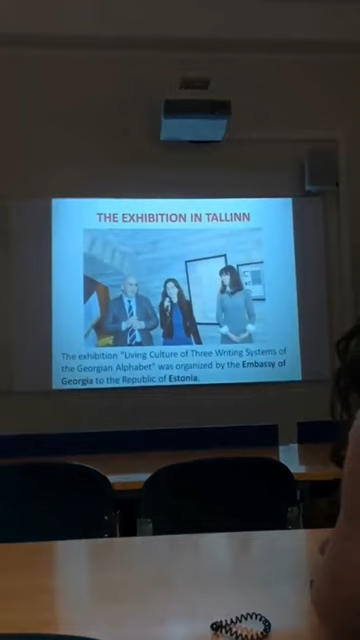 THE EXHIBITION IN TALLINN
The exhibition "Living Culture of Three Writing Systems of
the Georgian Alphabet" was organized by the Embassy of
Georgia to the Republic of Estonia.